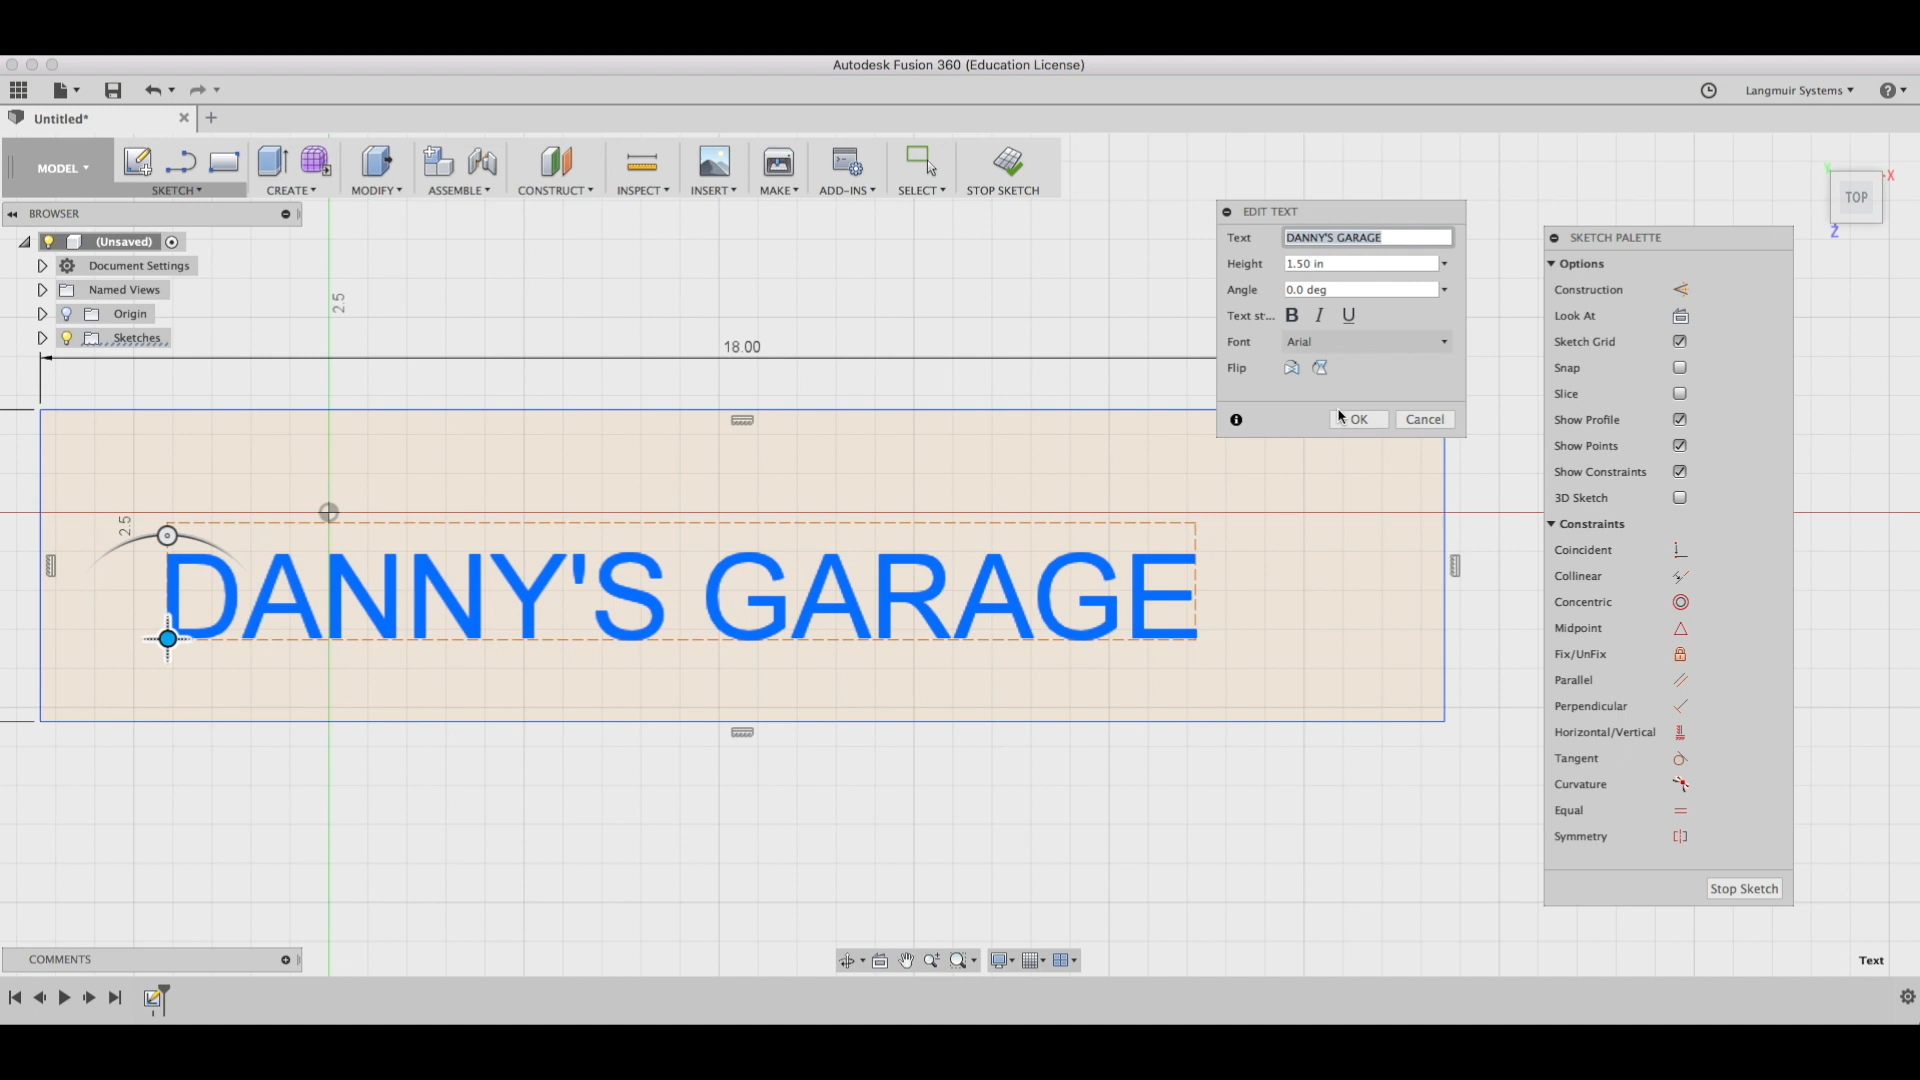 Autodesk Fusion 360 (Education License)
Langmuir Systems
Untitled*
MODEL
SKETCH
CREATE
MODIFY
ASSEMBLE
CONSTRUCT
INSPECT
INSERT
MAKE
ADD-INS
SELECT
STOP SKETCH
TOP
X
Y
Z
BROWSER
(Unsaved)
Document Settings
Named Views
Origin
Sketches
2.5
18.00
2.5
DANNY'S GARAGE
EDIT TEXT
Text DANNY'S GARAGE
Height 1.50 in
Angle 0.0 deg
Text st... B I U
Font Arial
Flip
OK Cancel
SKETCH PALETTE
Options
Construction
Look At
Sketch Grid
Snap
Slice
Show Profile
Show Points
Show Constraints
3D Sketch
Constraints
Coincident
Collinear
Concentric
Midpoint
Fix/UnFix
Parallel
Perpendicular
Horizontal/Vertical
Tangent
Curvature
Equal
Symmetry
Stop Sketch
COMMENTS
Text